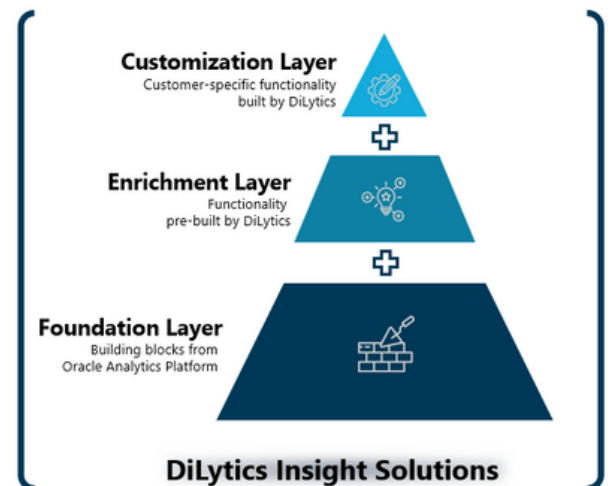 Customization Layer
Customer-specific functionality
built by DiLytics
Enrichment Layer
Functionality
pre-built by DiLytics
Foundation Layer
Building blocks from
Oracle Analytics Platform
DiLytics Insight Solutions